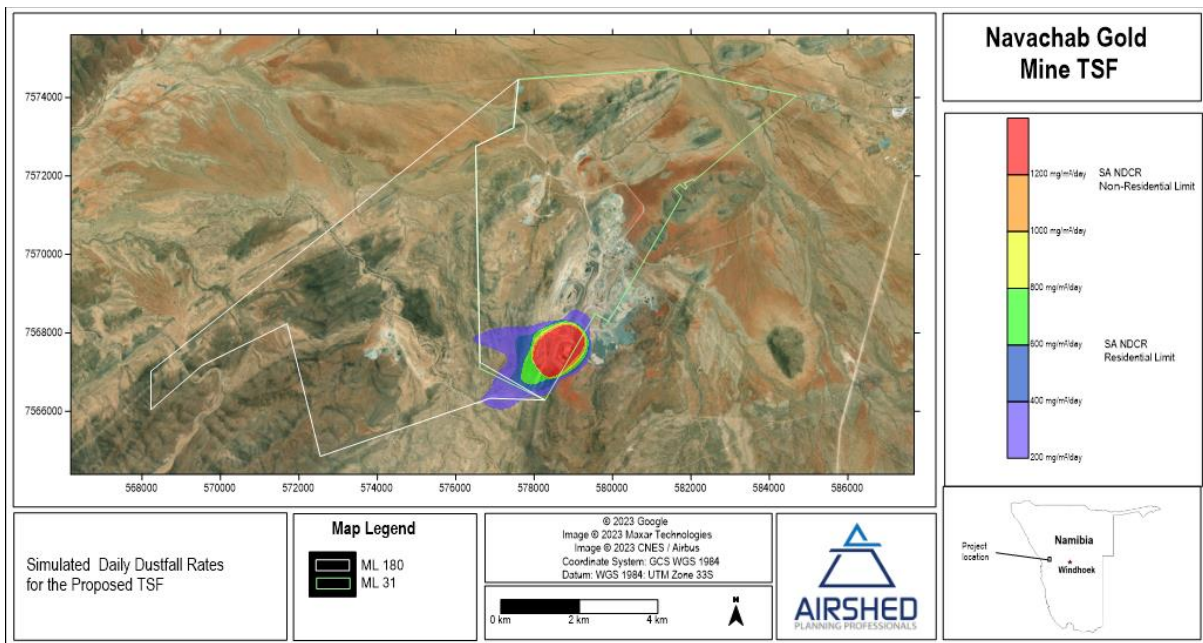 Navachab Gold
Mine TSF
7574000
7572000
7570000
7568000
7566000
568000 570000 572000 574000 576000 578000 580000 582000 584000 586000
1200 mg/m²/day
SA NDCR
Non-Residential Limit
1000 mg/m²/day
800 mg/m²/day
600 mg/m²/day
SA NDCR
Residential Limit
400 mg/m²/day
200 mg/m²/day
Simulated Daily Dustfall Rates
for the Proposed TSF
Map Legend
ML 180
ML 31
© 2023 Google
Image © 2023 Maxar Technologies
Image © 2023 CNES / Airbus
Coordinate System: GCS WGS 1984
Datum: WGS 1984: UTM Zone 33S
0 km 2 km 4 km
N
AIRSHED
PLANNING PROFESSIONALS
Project
location
Namibia
Windhoek